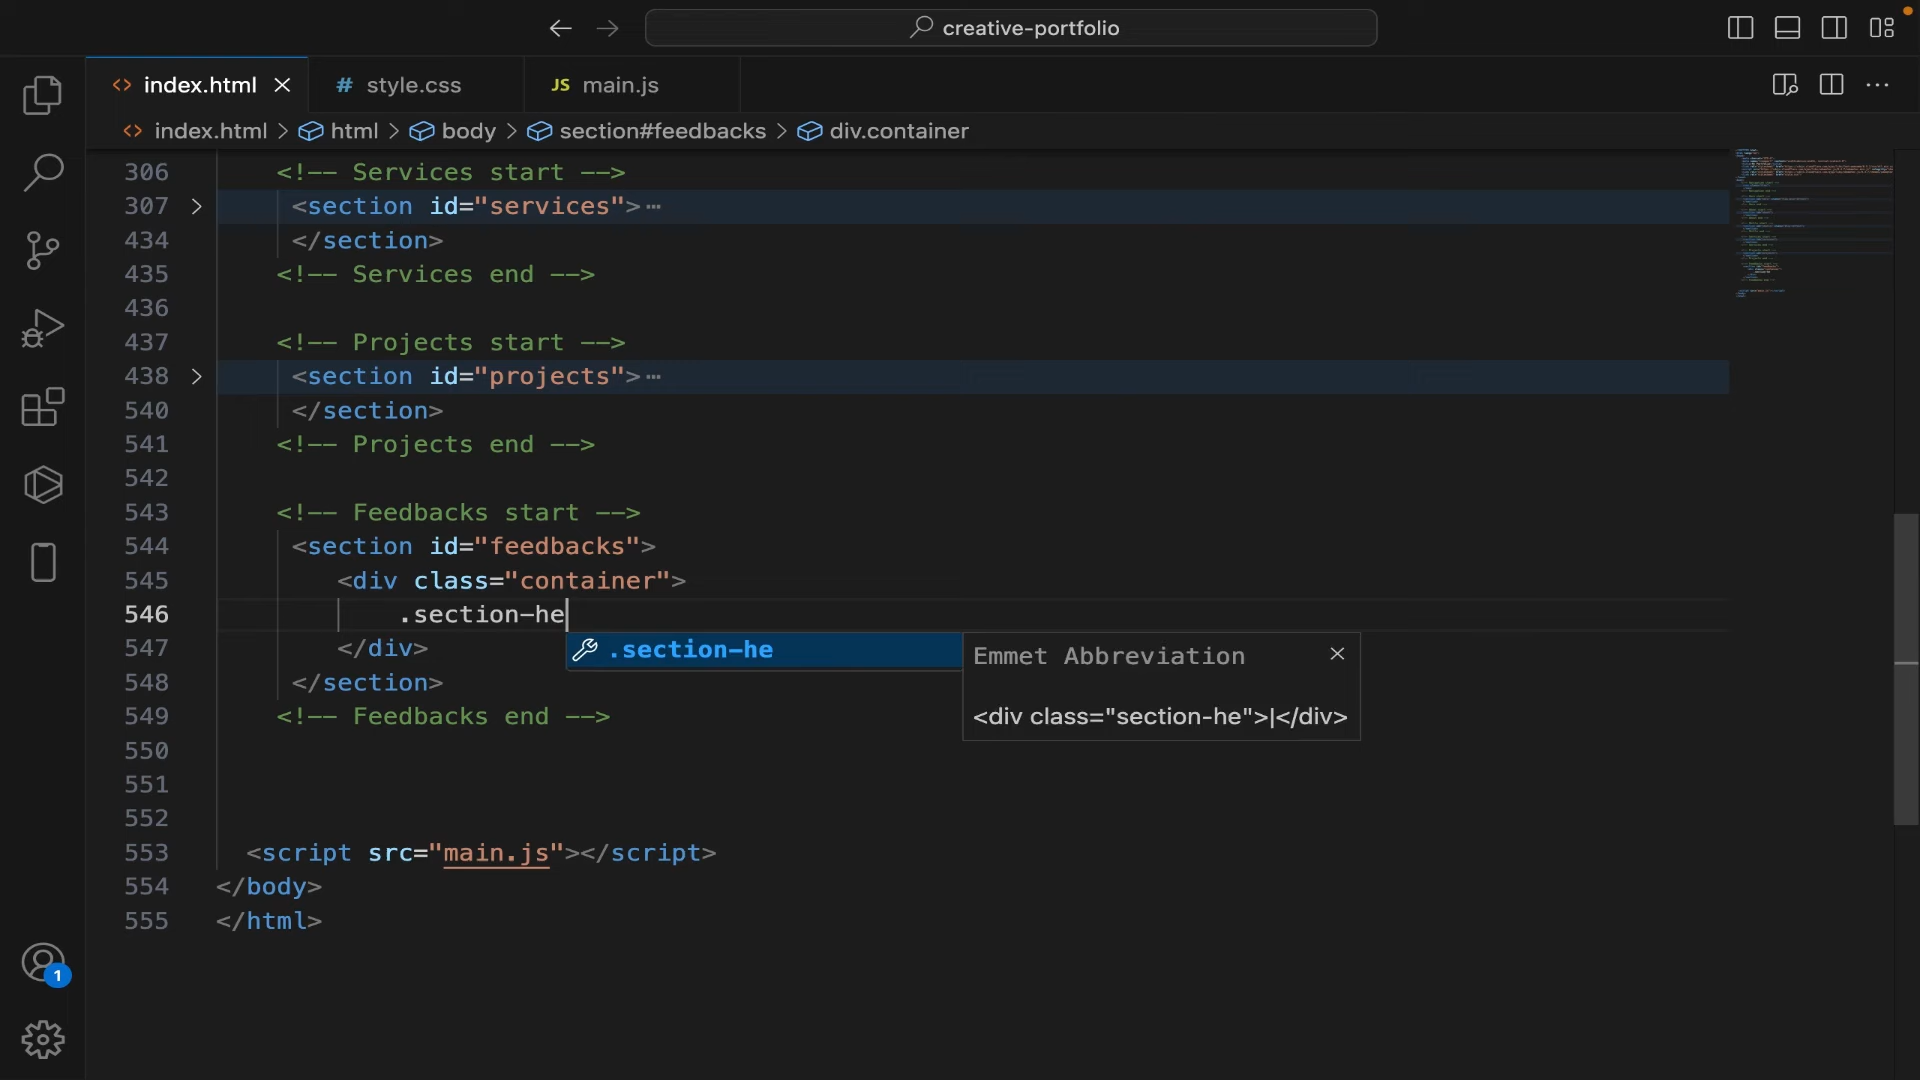 creative-portfolio
<> index.html × # style.css JS main.js
<> index.html > html > body > section#feedbacks > div.container
306 <!-- Services start -->
307 > <section id="services"> ⋯
434 </section>
435 <!-- Services end -->
436
437 <!-- Projects start -->
438 > <section id="projects"> ⋯
540 </section>
541 <!-- Projects end -->
542
543 <!-- Feedbacks start -->
544 <section id="feedbacks">
545 <div class="container">
546 .section-he
547 </div>
.section-he
Emmet Abbreviation ×
<div class="section-he">|</div>
548 </section>
549 <!-- Feedbacks end -->
550
551
552
553 <script src="main.js"></script>
554 </body>
555 </html>
1